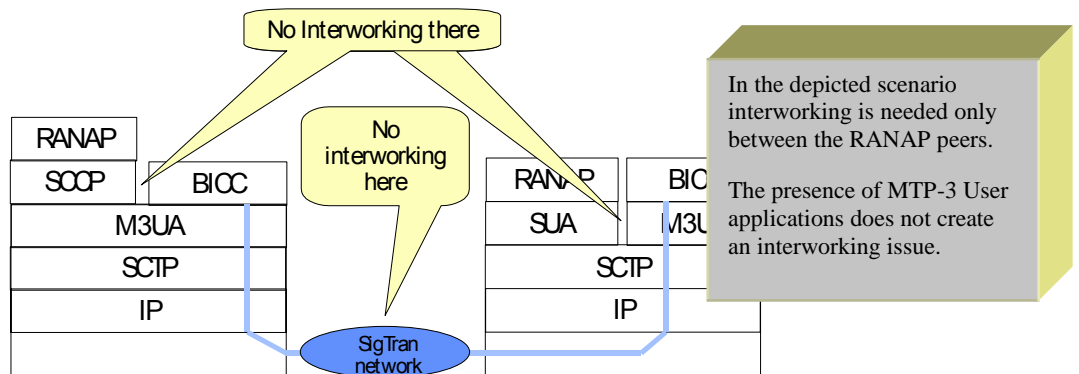 No Interworking there
In the depicted scenario
interworking is needed only
between the RANAP peers.
The presence of MTP-3 User
applications does not create
an interworking issue.
No
interworking
here
RANAP
SCCP
BICC
M3UA
SCTP
IP
RANAP
BIC
SUA
M3U
SCTP
IP
SigTran
network